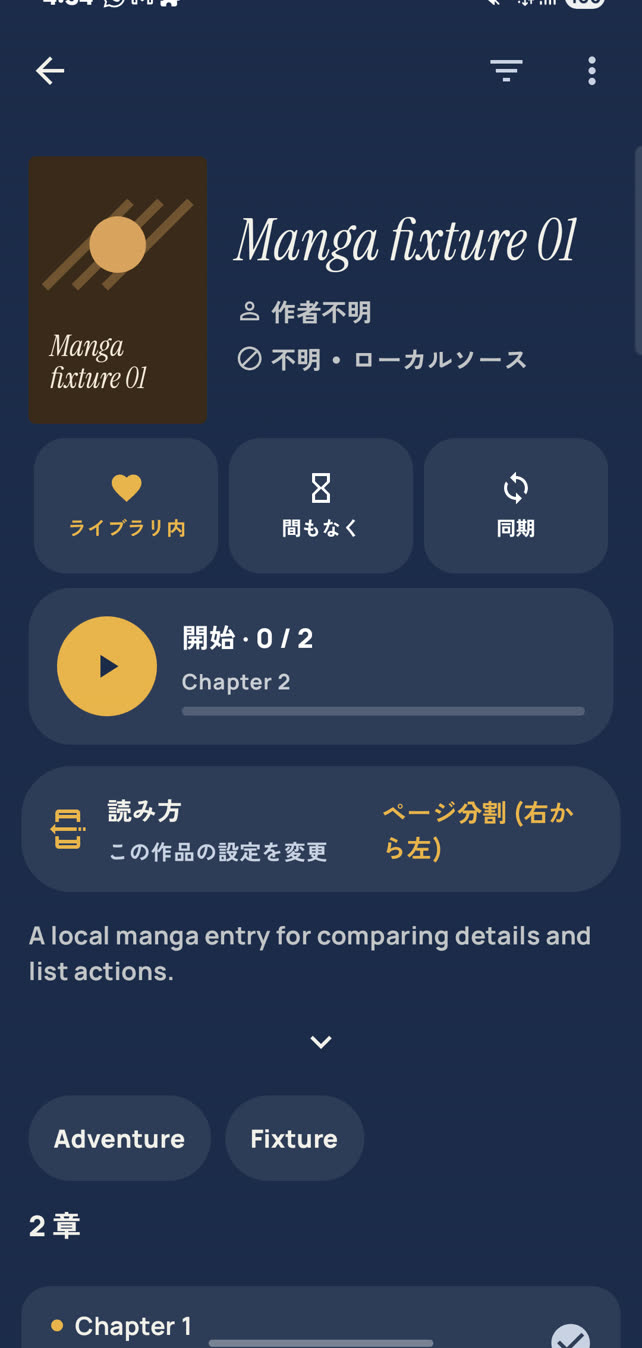 Manga fixture 01
Manga
fixture 01
作者不明
不明 • ローカルソース
ライブラリ内
間もなく
同期
開始 · 0 / 2
Chapter 2
読み方
この作品の設定を変更
ページ分割 (右か
ら左)
A local manga entry for comparing details and
list actions.
Adventure
Fixture
2 章
Chapter 1